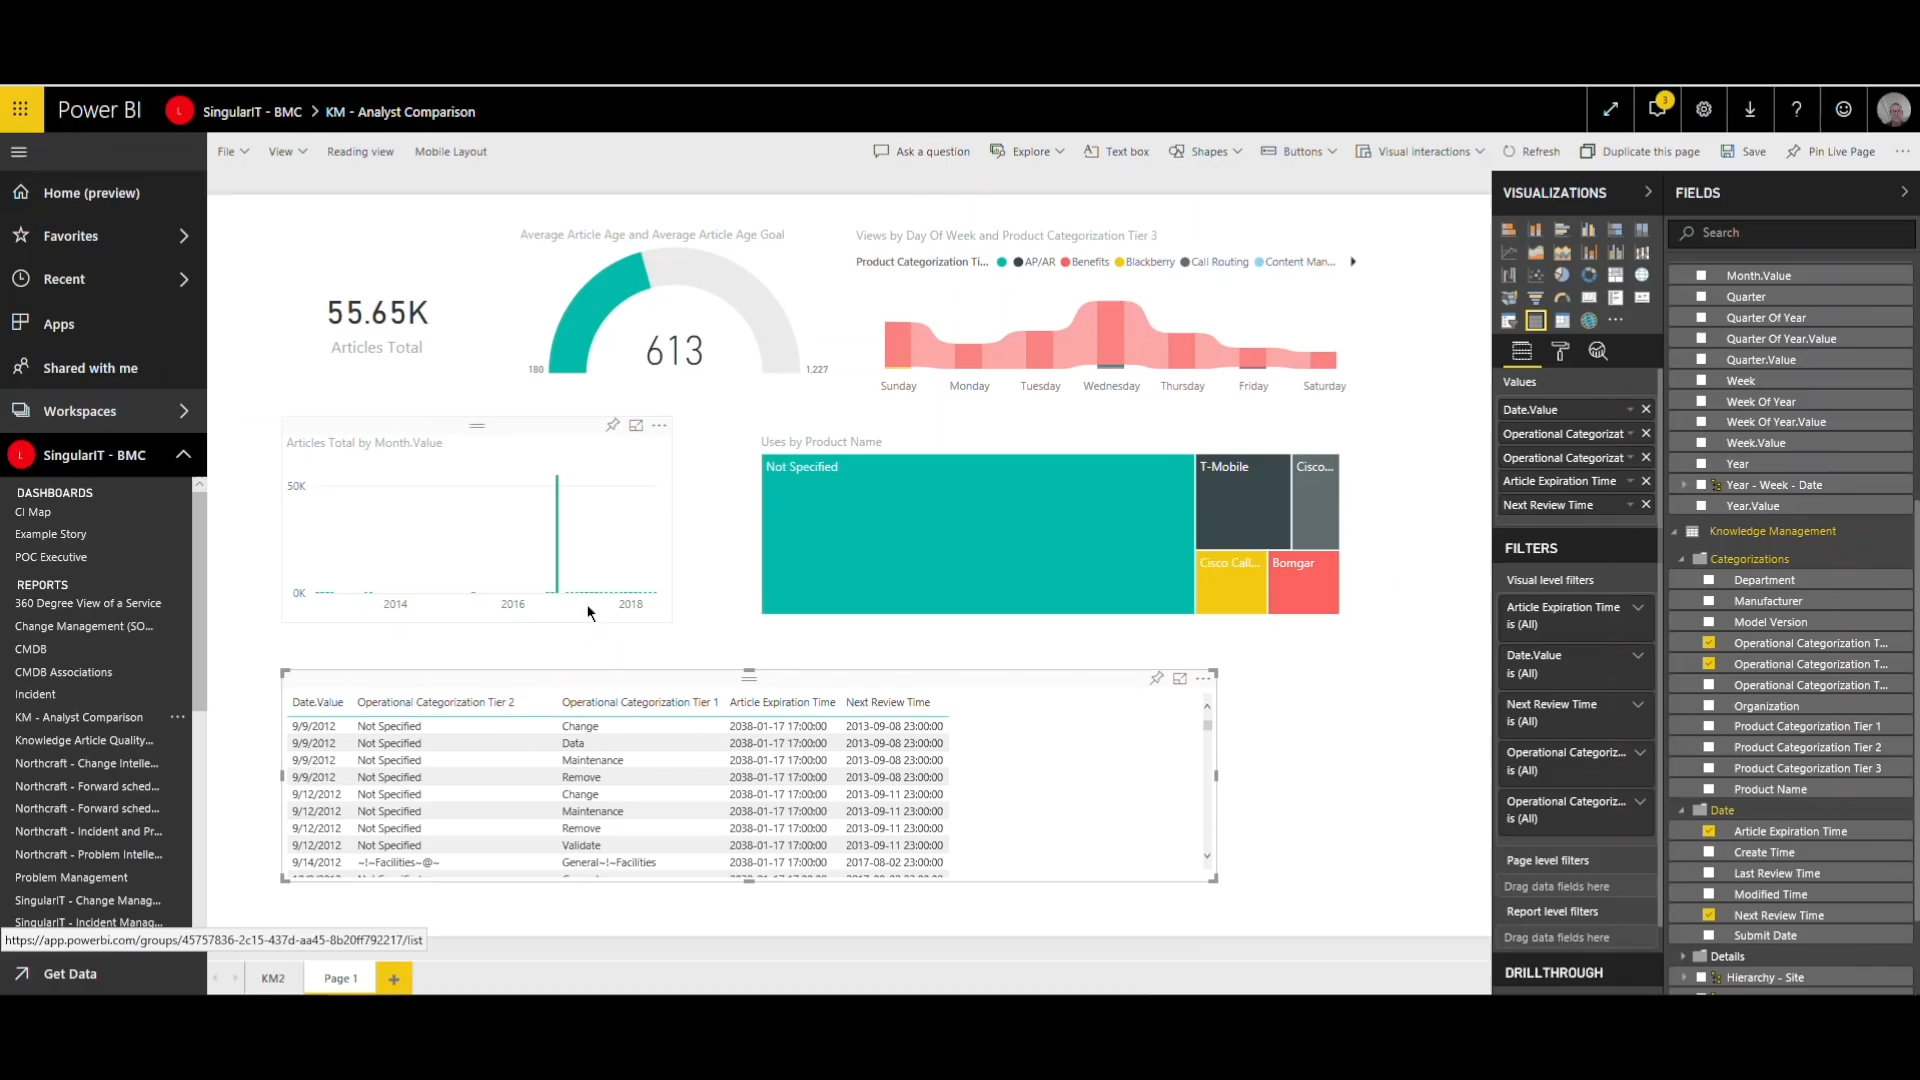 Power BI
L
SingularIT - BMC > KM - Analyst Comparison
3
?
File
View
Reading view
Mobile Layout
Ask a question
Explore
Text box
Shapes
Buttons
Visual interactions
Refresh
Duplicate this page
Save
Pin Live Page
Home (preview)
Favorites
Recent
Apps
Shared with me
Workspaces
L
SingularIT - BMC
DASHBOARDS
CI Map
Example Story
POC Executive
REPORTS
360 Degree View of a Service
Change Management (SO...
CMDB
CMDB Associations
Incident
KM - Analyst Comparison
Knowledge Article Quality...
Northcraft - Change Intelle...
Northcraft - Forward sched...
Northcraft - Forward sched...
Northcraft - Incident and Pr...
Northcraft - Problem Intelle...
Problem Management
SingularIT - Change Manag...
SingularIT - Incident Manag...
https://app.powerbi.com/groups/45757836-2c15-437d-aa45-8b20ff792217/list
Get Data
55.65K
Articles Total
Average Article Age and Average Article Age Goal
613
180
1,227
Views by Day Of Week and Product Categorization Tier 3
Product Categorization Ti... AP/AR Benefits Blackberry Call Routing Content Man...
Sunday Monday Tuesday Wednesday Thursday Friday Saturday
Articles Total by Month.Value
50K
0K
2014 2016 2018
Uses by Product Name
Not Specified
T-Mobile
Cisco...
Cisco Call...
Bomgar
Date.Value Operational Categorization Tier 2 Operational Categorization Tier 1 Article Expiration Time Next Review Time
9/9/2012 Not Specified Change 2038-01-17 17:00:00 2013-09-08 23:00:00
9/9/2012 Not Specified Data 2038-01-17 17:00:00 2013-09-08 23:00:00
9/9/2012 Not Specified Maintenance 2038-01-17 17:00:00 2013-09-08 23:00:00
9/9/2012 Not Specified Remove 2038-01-17 17:00:00 2013-09-08 23:00:00
9/12/2012 Not Specified Change 2038-01-17 17:00:00 2013-09-11 23:00:00
9/12/2012 Not Specified Maintenance 2038-01-17 17:00:00 2013-09-11 23:00:00
9/12/2012 Not Specified Remove 2038-01-17 17:00:00 2013-09-11 23:00:00
9/12/2012 Not Specified Validate 2038-01-17 17:00:00 2013-09-11 23:00:00
9/14/2012 ~!~Facilities~@~ General~!~Facilities 2038-01-17 17:00:00 2017-08-02 23:00:00
KM2
Page 1
+
VISUALIZATIONS
Values
Date.Value
Operational Categorizat
Operational Categorizat
Article Expiration Time
Next Review Time
FILTERS
Visual level filters
Article Expiration Time
is (All)
Date.Value
is (All)
Next Review Time
is (All)
Operational Categoriz...
is (All)
Operational Categoriz...
is (All)
Page level filters
Drag data fields here
Report level filters
Drag data fields here
DRILLTHROUGH
FIELDS
Search
Month.Value
Quarter
Quarter Of Year
Quarter Of Year.Value
Quarter.Value
Week
Week Of Year
Week Of Year.Value
Week.Value
Year
Year - Week - Date
Year.Value
Knowledge Management
Categorizations
Department
Manufacturer
Model Version
Operational Categorization T...
Operational Categorization T...
Operational Categorization T...
Organization
Product Categorization Tier 1
Product Categorization Tier 2
Product Categorization Tier 3
Product Name
Date
Article Expiration Time
Create Time
Last Review Time
Modified Time
Next Review Time
Submit Date
Details
Hierarchy - Site